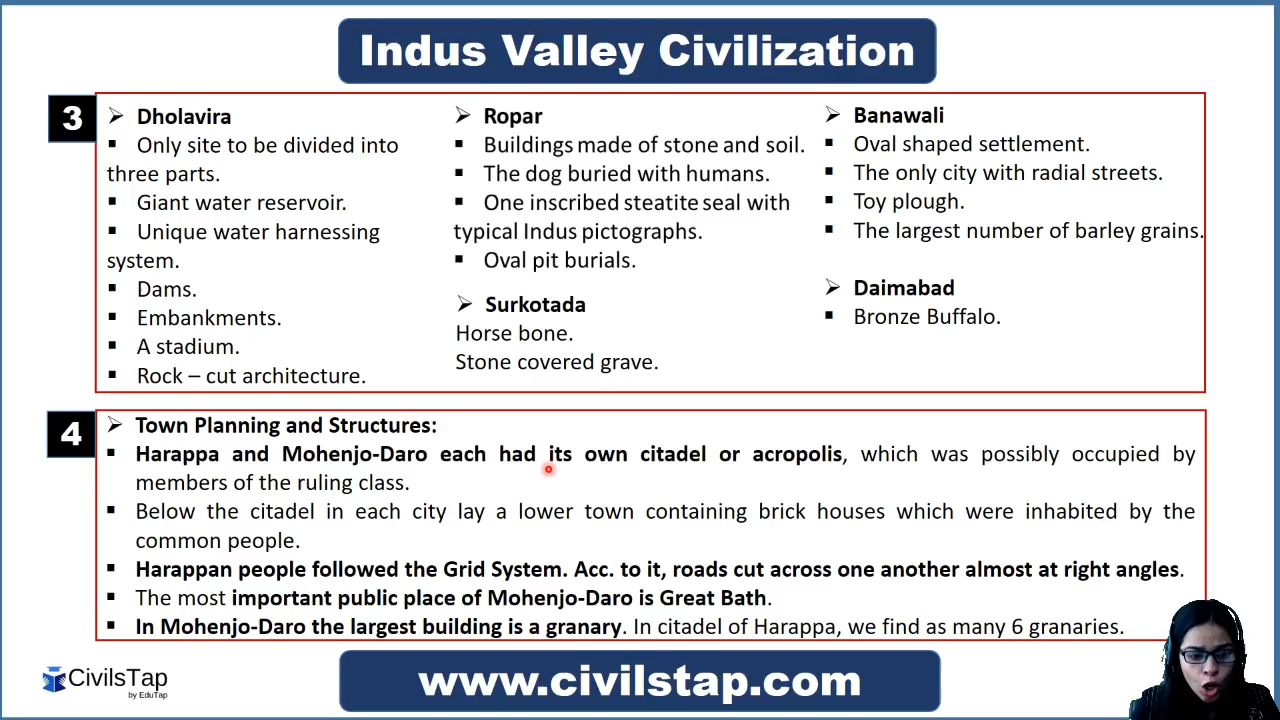 Indus Valley Civilization
3
➢ Dholavira
▪ Only site to be divided into
three parts.
▪ Giant water reservoir.
▪ Unique water harnessing
system.
▪ Dams.
▪ Embankments.
▪ A stadium.
▪ Rock – cut architecture.
➢ Ropar
▪ Buildings made of stone and soil.
▪ The dog buried with humans.
▪ One inscribed steatite seal with
typical Indus pictographs.
▪ Oval pit burials.
➢ Surkotada
Horse bone.
Stone covered grave.
➢ Banawali
▪ Oval shaped settlement.
▪ The only city with radial streets.
▪ Toy plough.
▪ The largest number of barley grains.
➢ Daimabad
▪ Bronze Buffalo.
4
➢ Town Planning and Structures:
▪ Harappa and Mohenjo-Daro each had its own citadel or acropolis, which was possibly occupied by
members of the ruling class.
▪ Below the citadel in each city lay a lower town containing brick houses which were inhabited by the
common people.
▪ Harappan people followed the Grid System. Acc. to it, roads cut across one another almost at right angles.
▪ The most important public place of Mohenjo-Daro is Great Bath.
▪ In Mohenjo-Daro the largest building is a granary. In citadel of Harappa, we find as many 6 granaries.
CivilsTap
by EduTap
www.civilstap.com